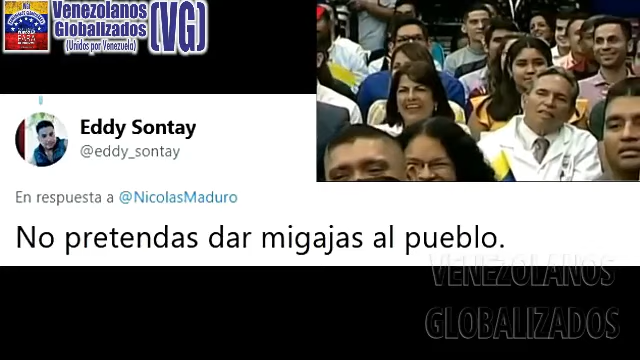 Venezolanos
Globalizados
(Unidos por Venezuela)
(VG)
Eddy Sontay
@eddy_sontay
En respuesta a @NicolasMaduro
No pretendas dar migajas al pueblo.
VENEZOLANOS
GLOBALIZADOS